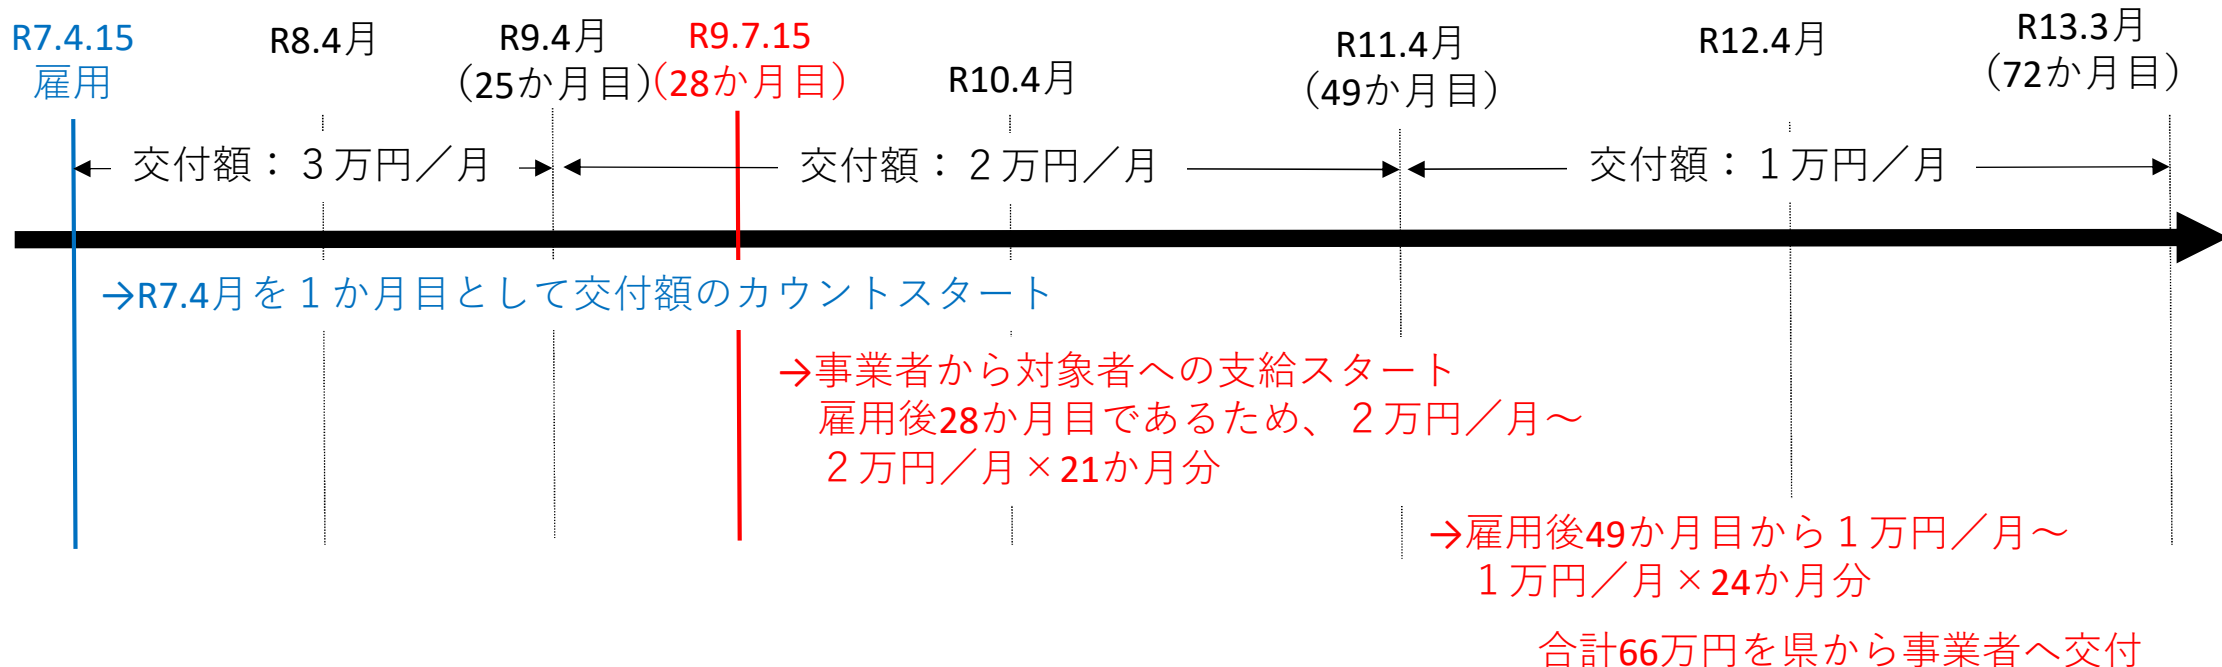 R7.4.15
雇用
R8.4月
R9.4月
(25か月目)
R9.7.15
(28か月目)
R10.4月
R11.4月
(49か月目)
R12.4月
R13.3月
(72か月目)
交付額：３万円／月
交付額：２万円／月
交付額：１万円／月
→R7.4月を１か月目として交付額のカウントスタート
→事業者から対象者への支給スタート
雇用後28か月目であるため、２万円／月～
２万円／月×21か月分
→雇用後49か月目から１万円／月～
１万円／月×24か月分
合計66万円を県から事業者へ交付